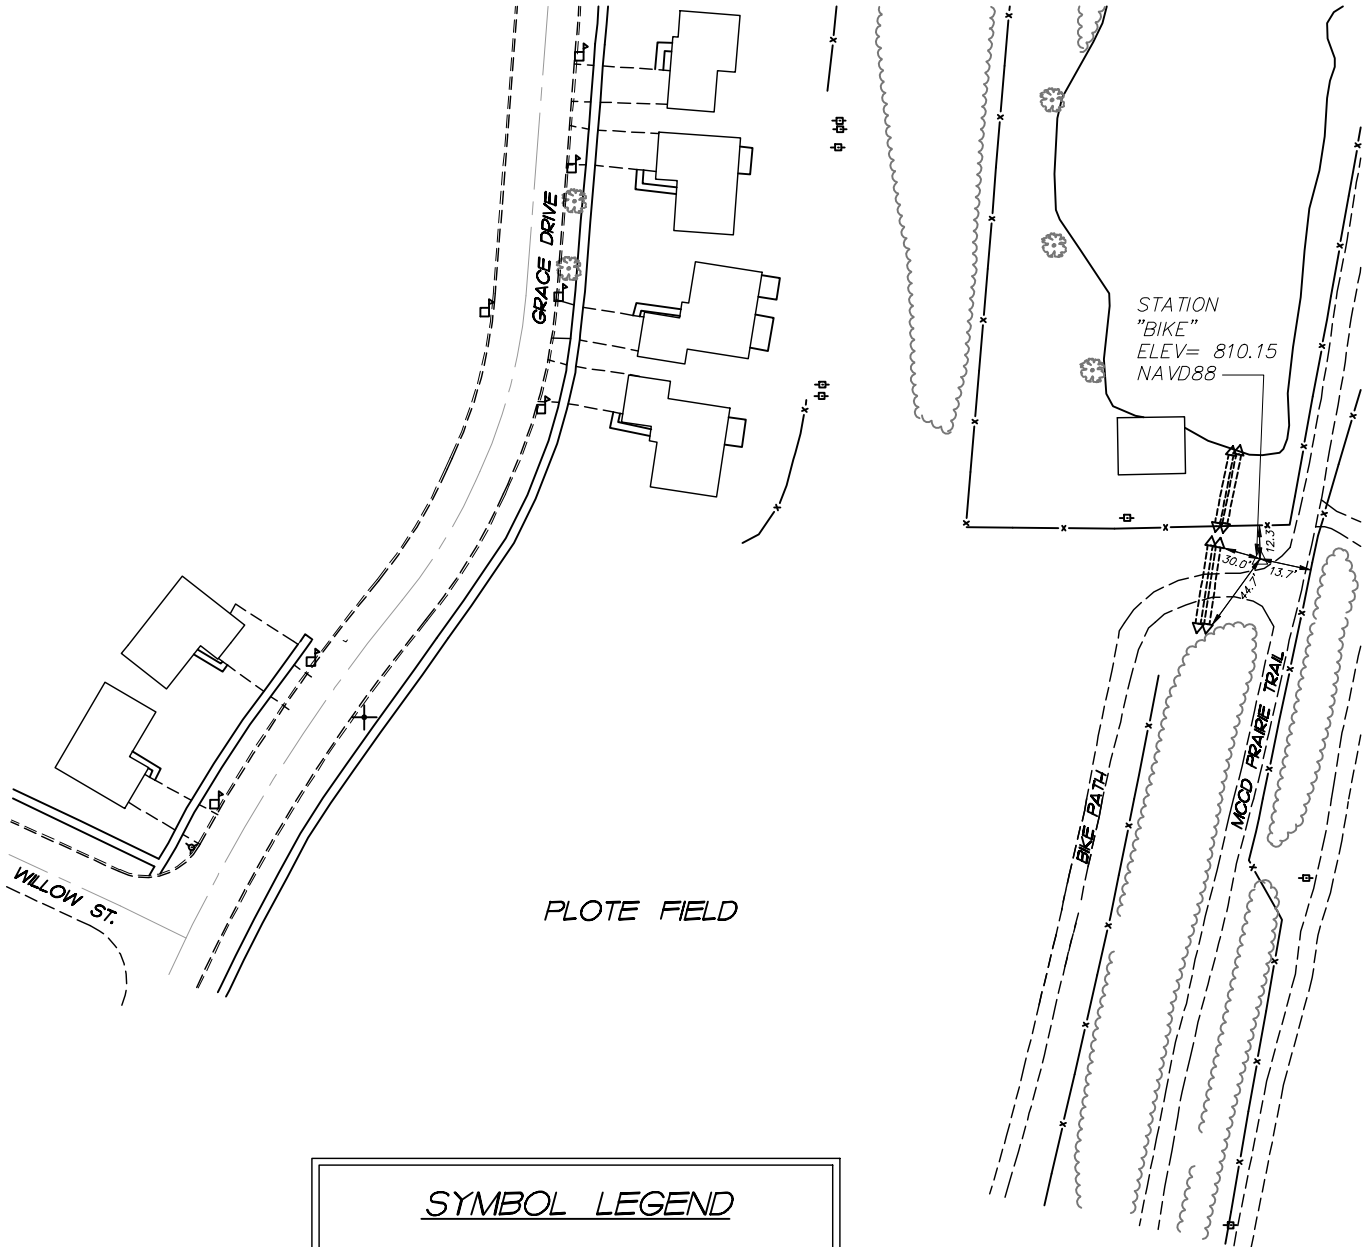 GRACE DRIVE
STATION
"BIKE"
ELEV= 810.15
NAVD88
12.3'
30.0'
13.7'
44.7'
MCCD PRAIRIE TRAIL
BIKE PATH
WILLOW ST.
PLOTE FIELD
SYMBOL LEGEND